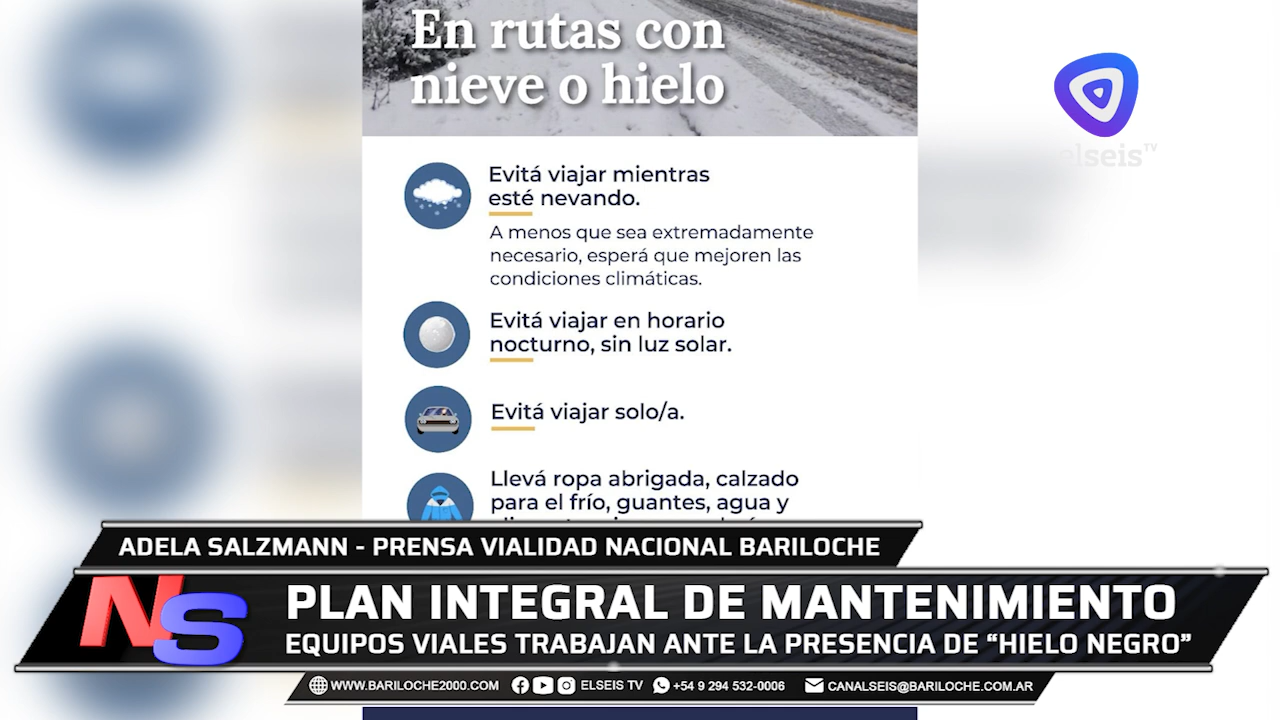 En rutas con
nieve o hielo
elseis TV
Evitá viajar mientras
esté nevando.
A menos que sea extremadamente
necesario, esperá que mejoren las
condiciones climáticas.
Evitá viajar en horario
nocturno, sin luz solar.
Evitá viajar solo/a.
Llevá ropa abrigada, calzado
para el frío, guantes, agua y
ADELA SALZMANN - PRENSA VIALIDAD NACIONAL BARILOCHE
NS
PLAN INTEGRAL DE MANTENIMIENTO
EQUIPOS VIALES TRABAJAN ANTE LA PRESENCIA DE “HIELO NEGRO”
WWW.BARILOCHE2000.COM ELSEIS TV +54 9 294 532-0006 CANALSEIS@BARILOCHE.COM.AR